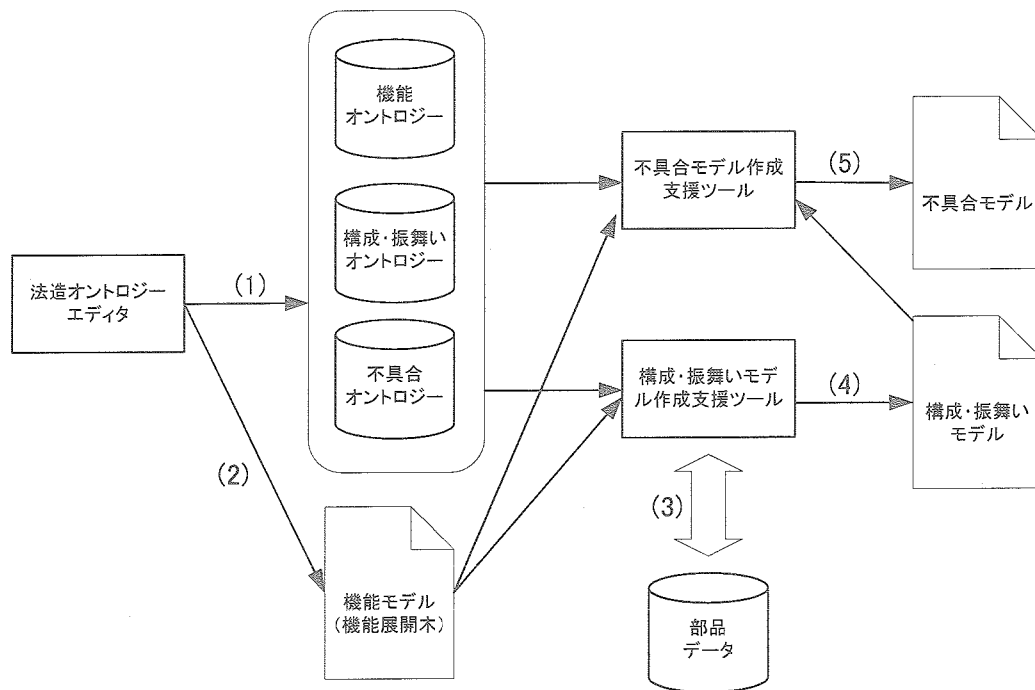 機能
オントロジー
構成・振舞い
オントロジー
不具合
オントロジー
法造オントロジー
エディタ
(1)
(2)
機能モデル
(機能展開木)
不具合モデル作成
支援ツール
(5)
不具合モデル
構成・振舞いモデ
ル作成支援ツール
(4)
構成・振舞い
モデル
(3)
部品
データ